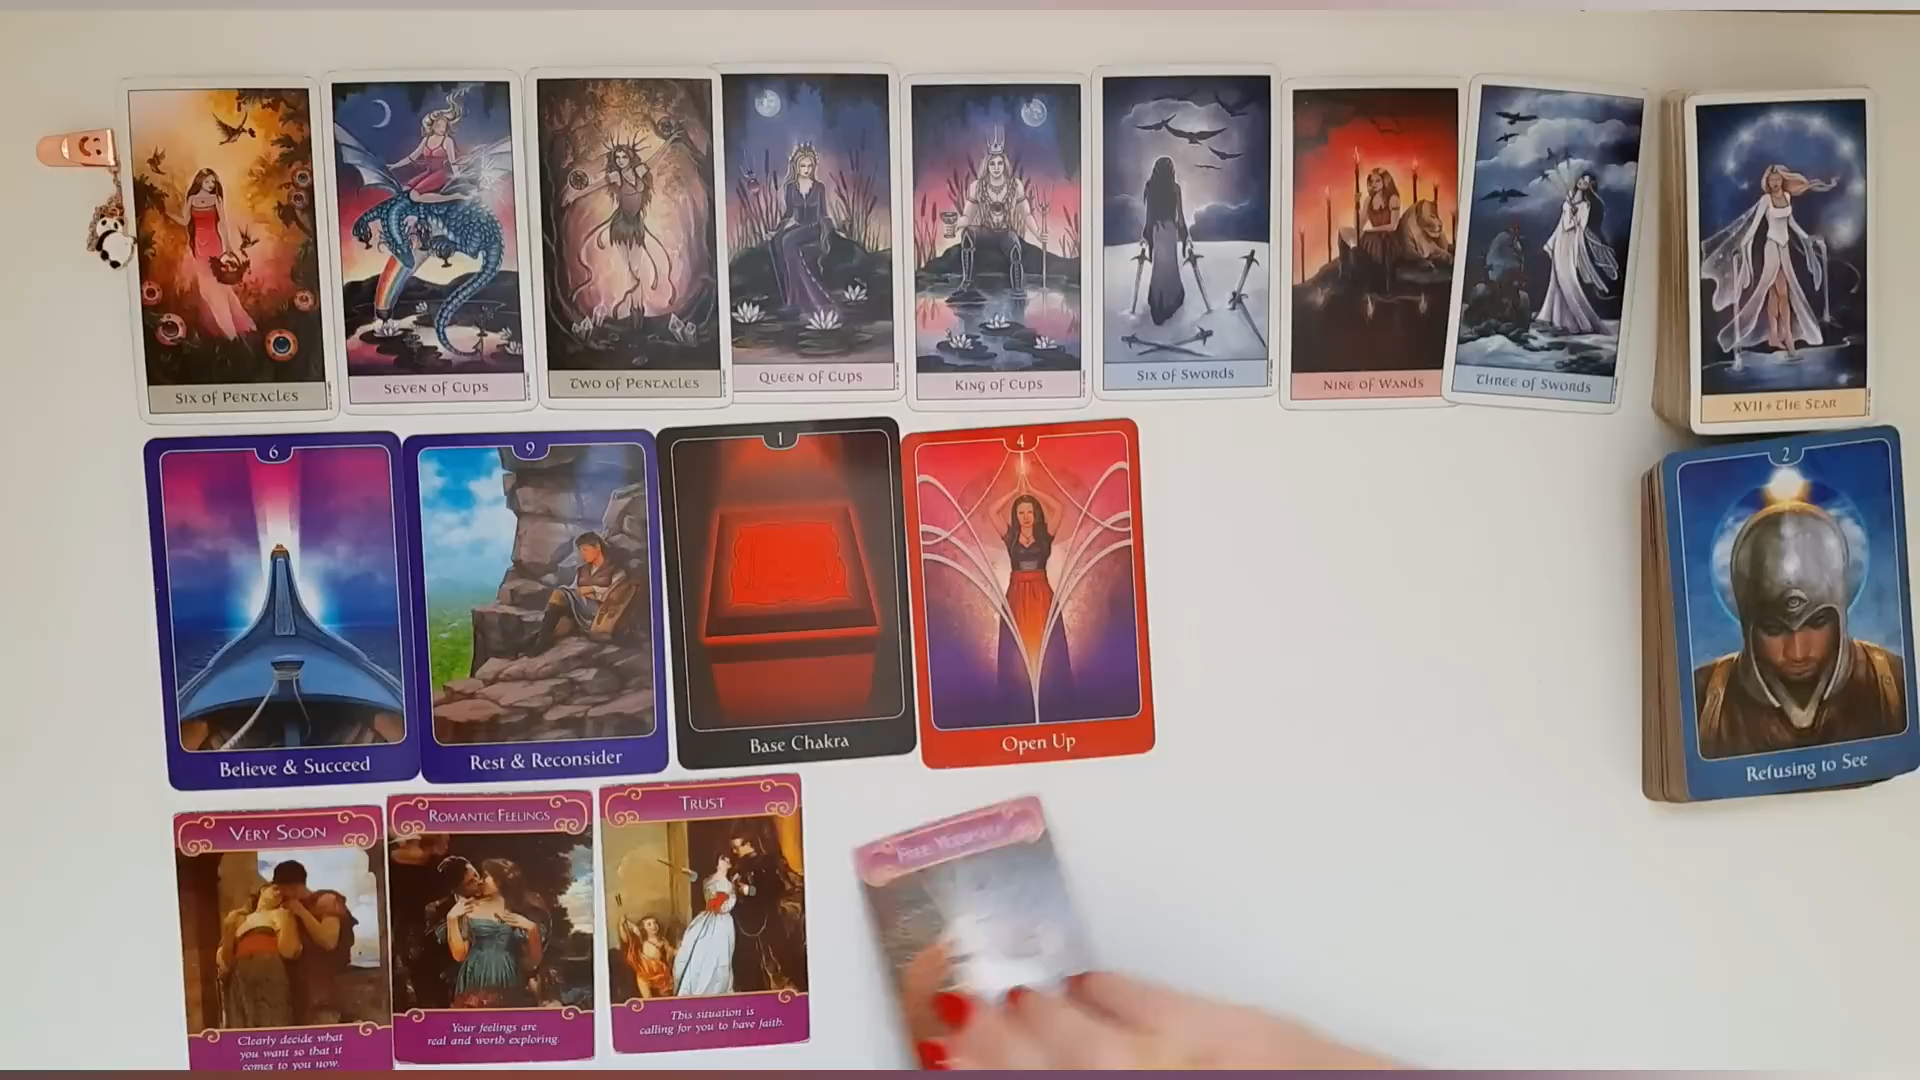 Six of Pentacles
Seven of Cups
Two of Pentacles
Queen of Cups
King of Cups
Six of Swords
Nine of Wands
Three of Swords
XVII + The Star
6
Believe & Succeed
9
Rest & Reconsider
1
Base Chakra
4
Open Up
2
Refusing to See
Very Soon
Clearly decide what
you want so that it
comes to you now.
Romantic Feelings
Your feelings are
real and worth exploring.
Trust
This situation is
calling for you to have faith.
Free